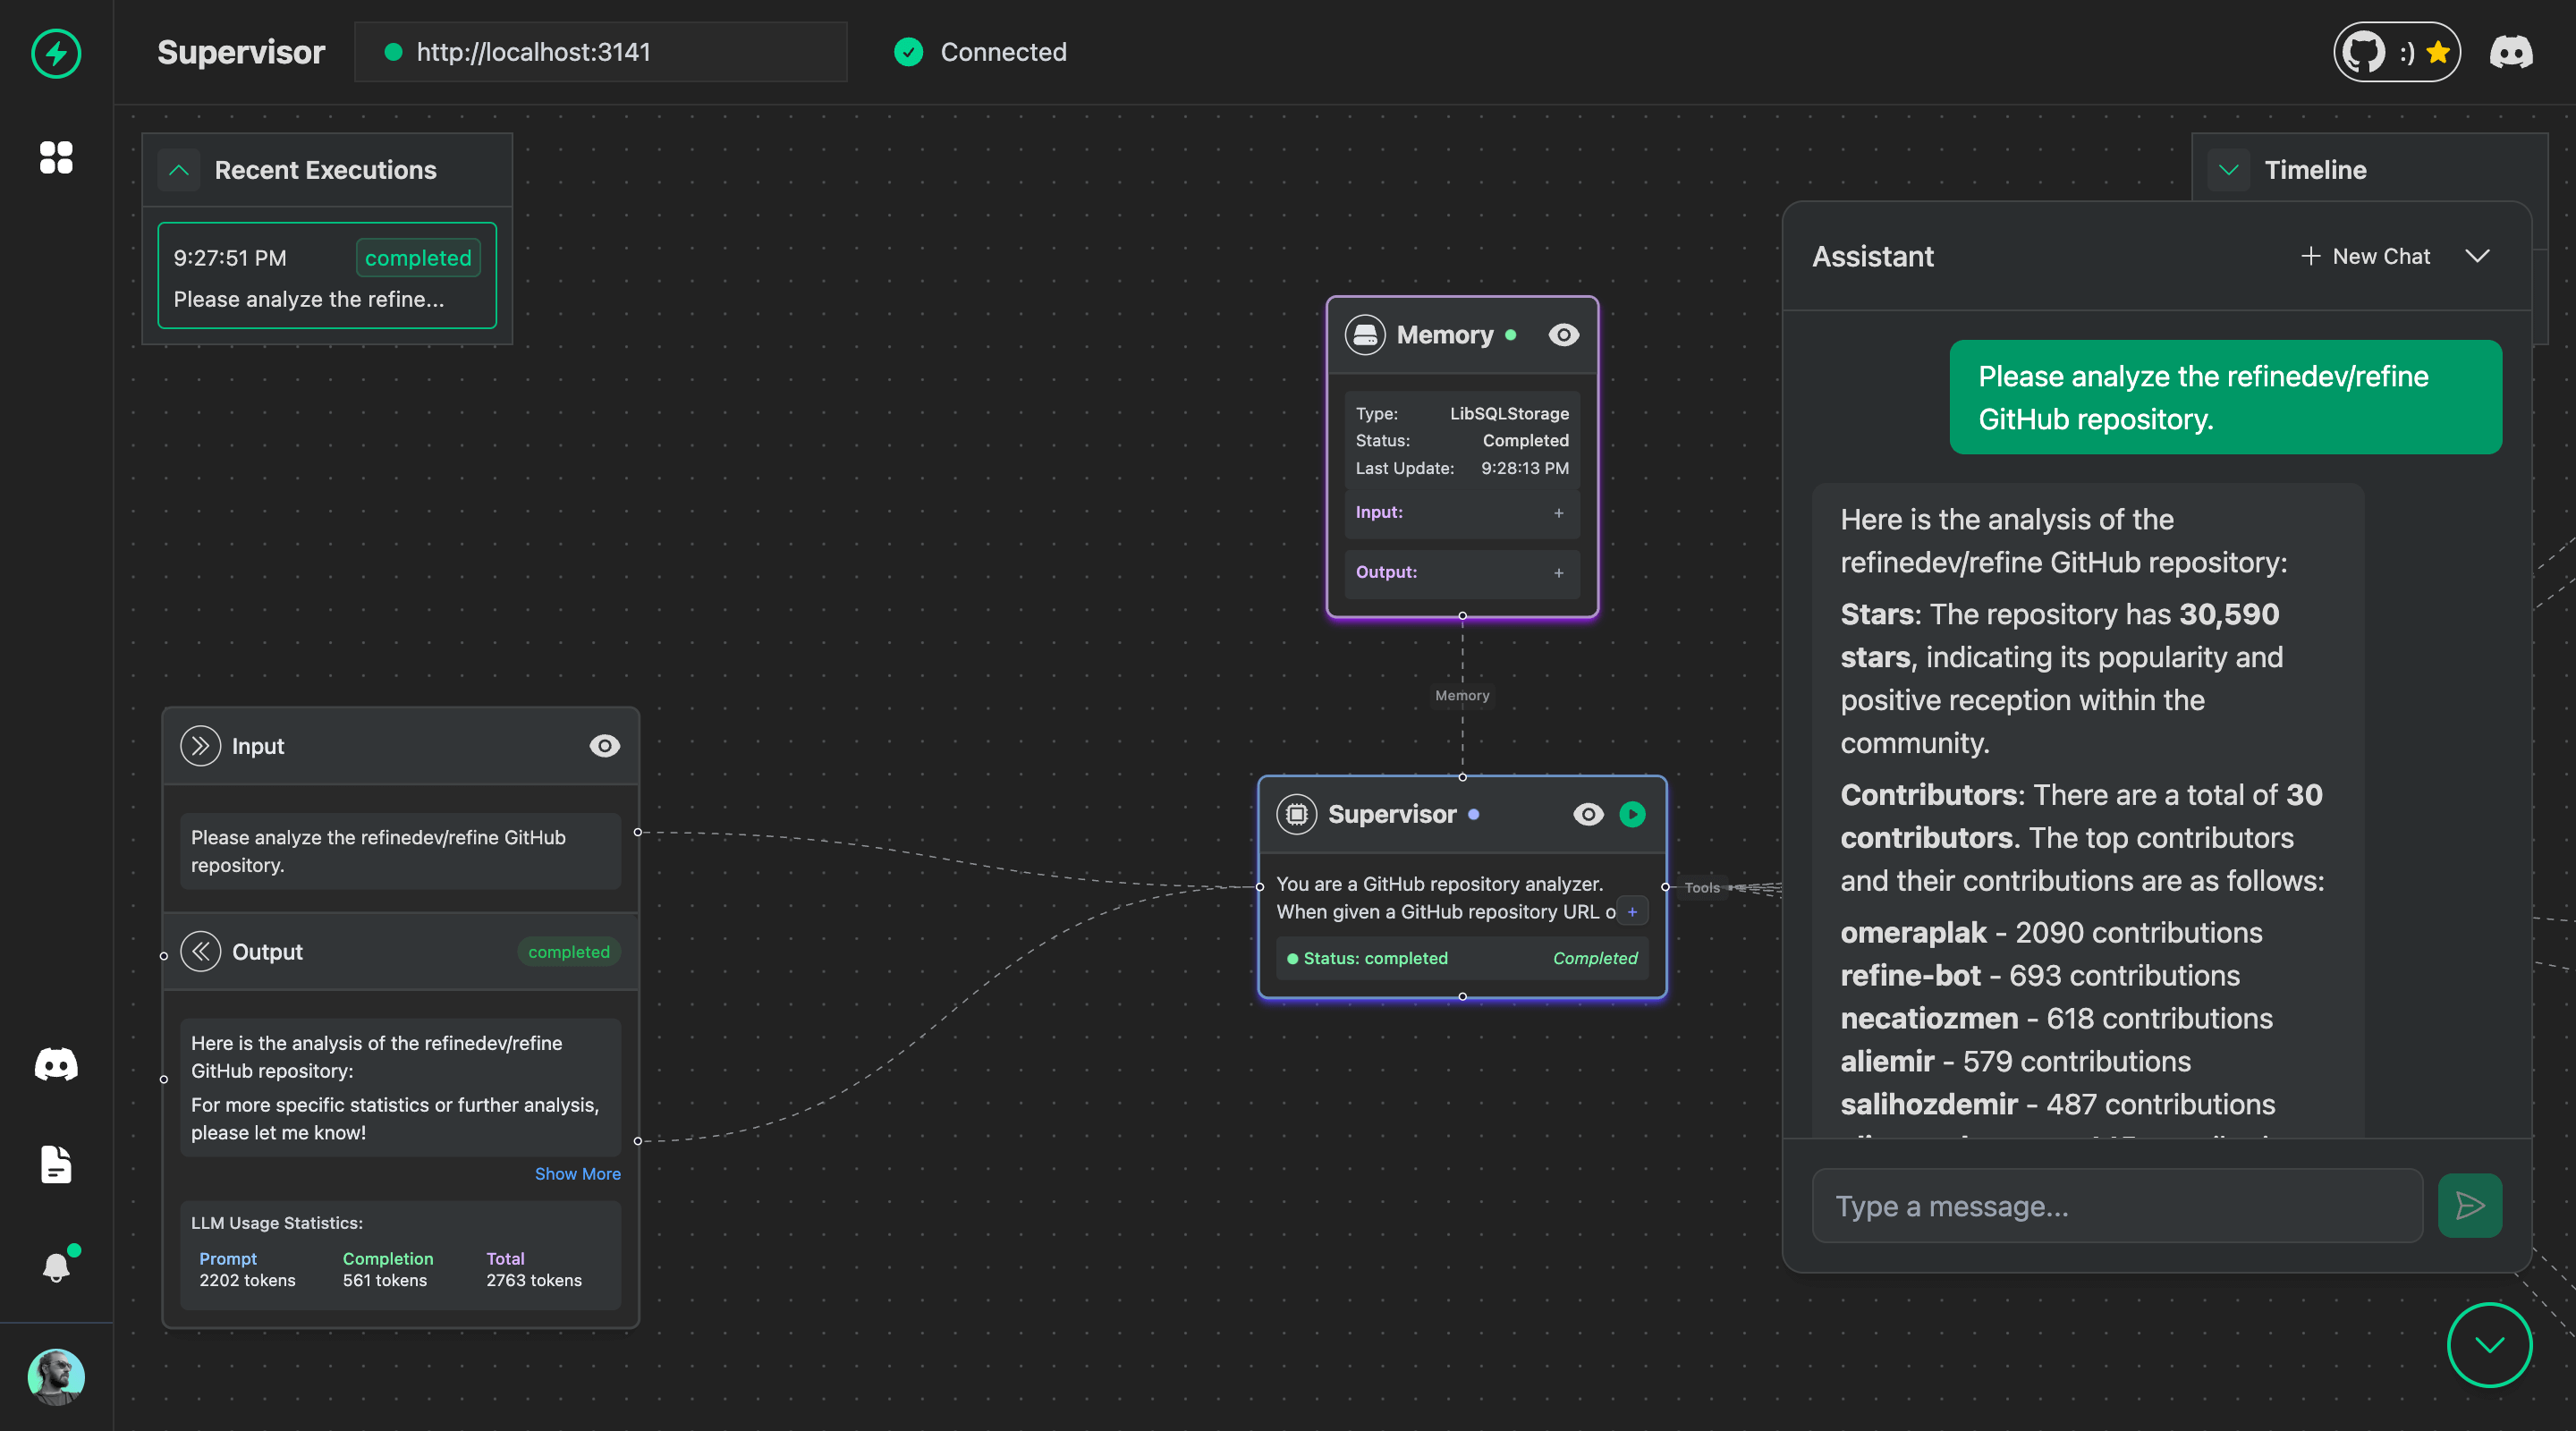 Supervisor
http://localhost:3141
Connected
:)
Recent Executions
9:27:51 PM
completed
Please analyze the refine...
Timeline
Memory
Type: LibSQLStorage
Status: Completed
Last Update: 9:28:13 PM
Input: +
Output: +
Memory
Input
Please analyze the refinedev/refine GitHub
repository.
Output
completed
Here is the analysis of the refinedev/refine
GitHub repository:
For more specific statistics or further analysis,
please let me know!
Show More
LLM Usage Statistics:
Prompt Completion Total
2202 tokens 561 tokens 2763 tokens
Supervisor
You are a GitHub repository analyzer.
When given a GitHub repository URL o
+
Status: completed Completed
Tools
Assistant
+ New Chat
Please analyze the refinedev/refine
GitHub repository.
Here is the analysis of the
refinedev/refine GitHub repository:
Stars: The repository has 30,590
stars, indicating its popularity and
positive reception within the
community.
Contributors: There are a total of 30
contributors. The top contributors
and their contributions are as follows:
omeraplak - 2090 contributions
refine-bot - 693 contributions
necatiozmen - 618 contributions
aliemir - 579 contributions
salihozdemir - 487 contributions
Type a message...